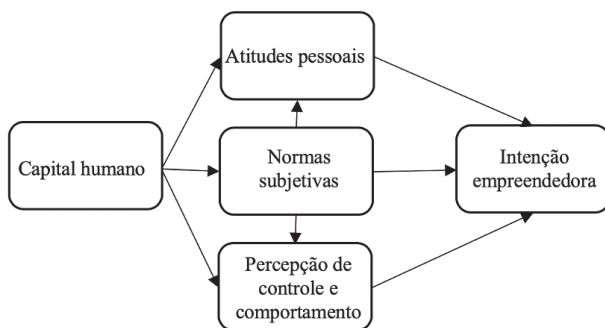 Atitudes pessoais
Capital humano
Normas
subjetivas
Intenção
empreendedora
Percepção de
controle e
comportamento